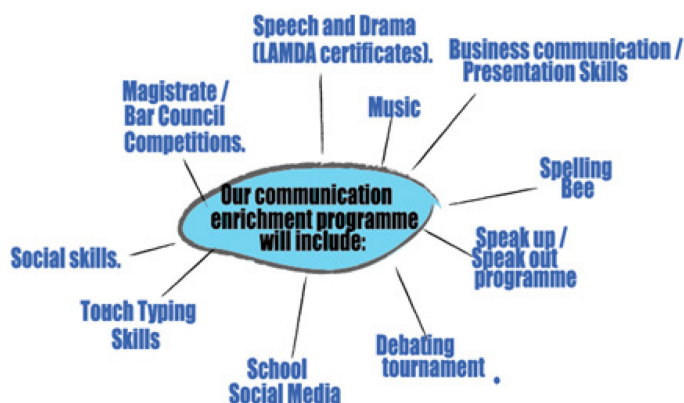 Speech and Drama
(LAMDA certificates).
Business communication /
Presentation Skills
Magistrate /
Bar Council
Competitions.
Music
Our communication
enrichment programme
will include:
Spelling
Bee
Speak up /
Speak out
programme
Social skills.
Touch Typing
Skills
School
Social Media
Debating
tournament .